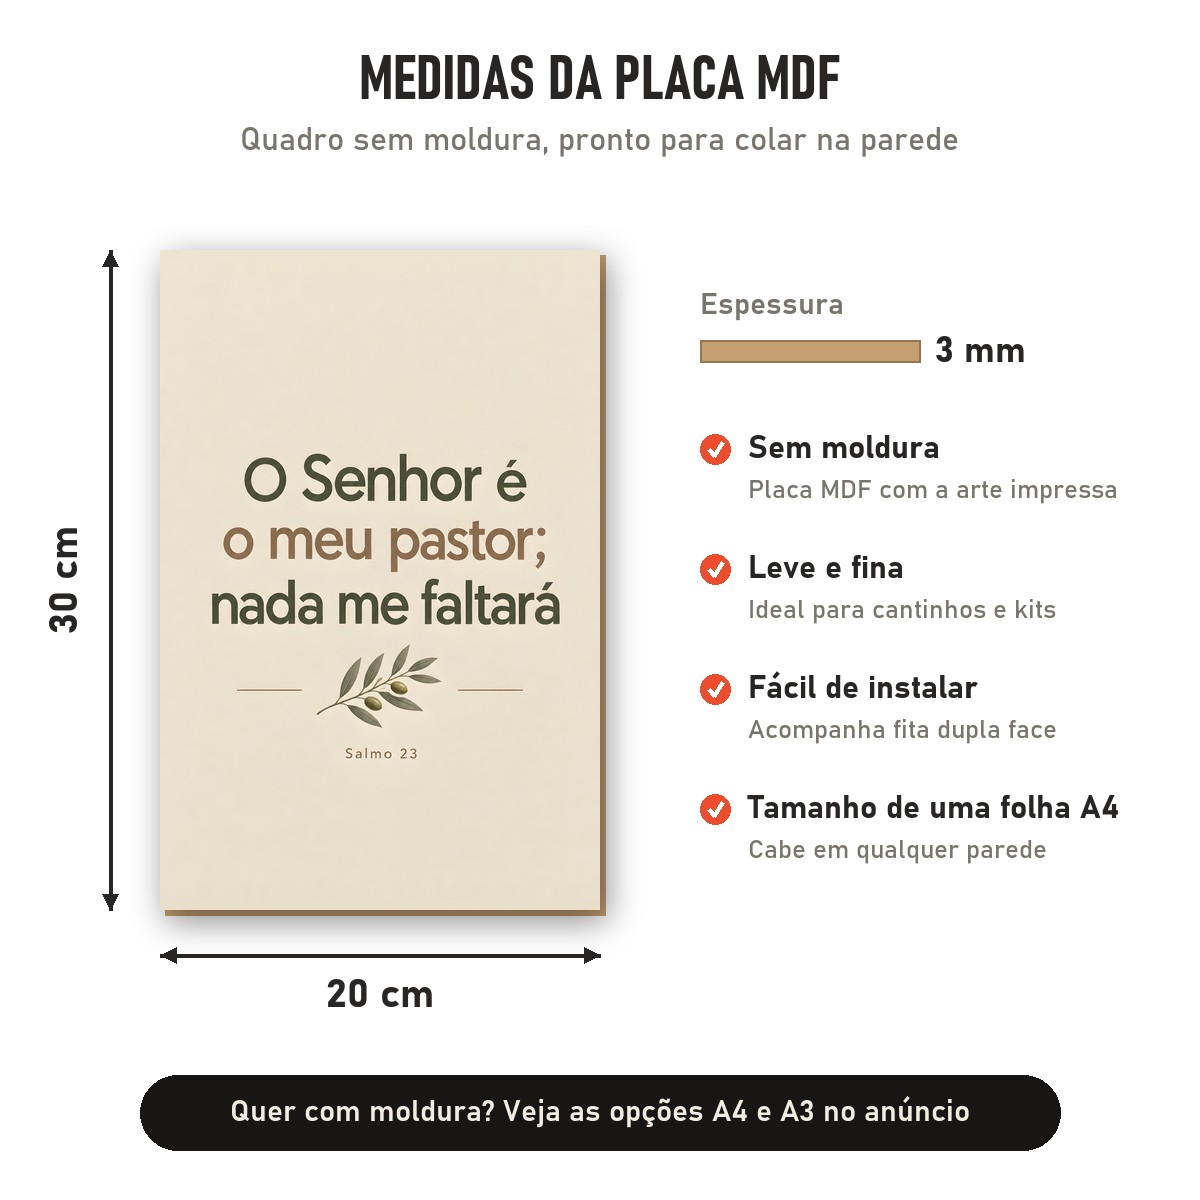 MEDIDAS DA PLACA MDF
Quadro sem moldura, pronto para colar na parede
30 cm
O Senhor é
o meu pastor;
nada me faltará
Salmo 23
20 cm
Espessura
3 mm
Sem moldura
Placa MDF com a arte impressa
Leve e fina
Ideal para cantinhos e kits
Fácil de instalar
Acompanha fita dupla face
Tamanho de uma folha A4
Cabe em qualquer parede
Quer com moldura? Veja as opções A4 e A3 no anúncio